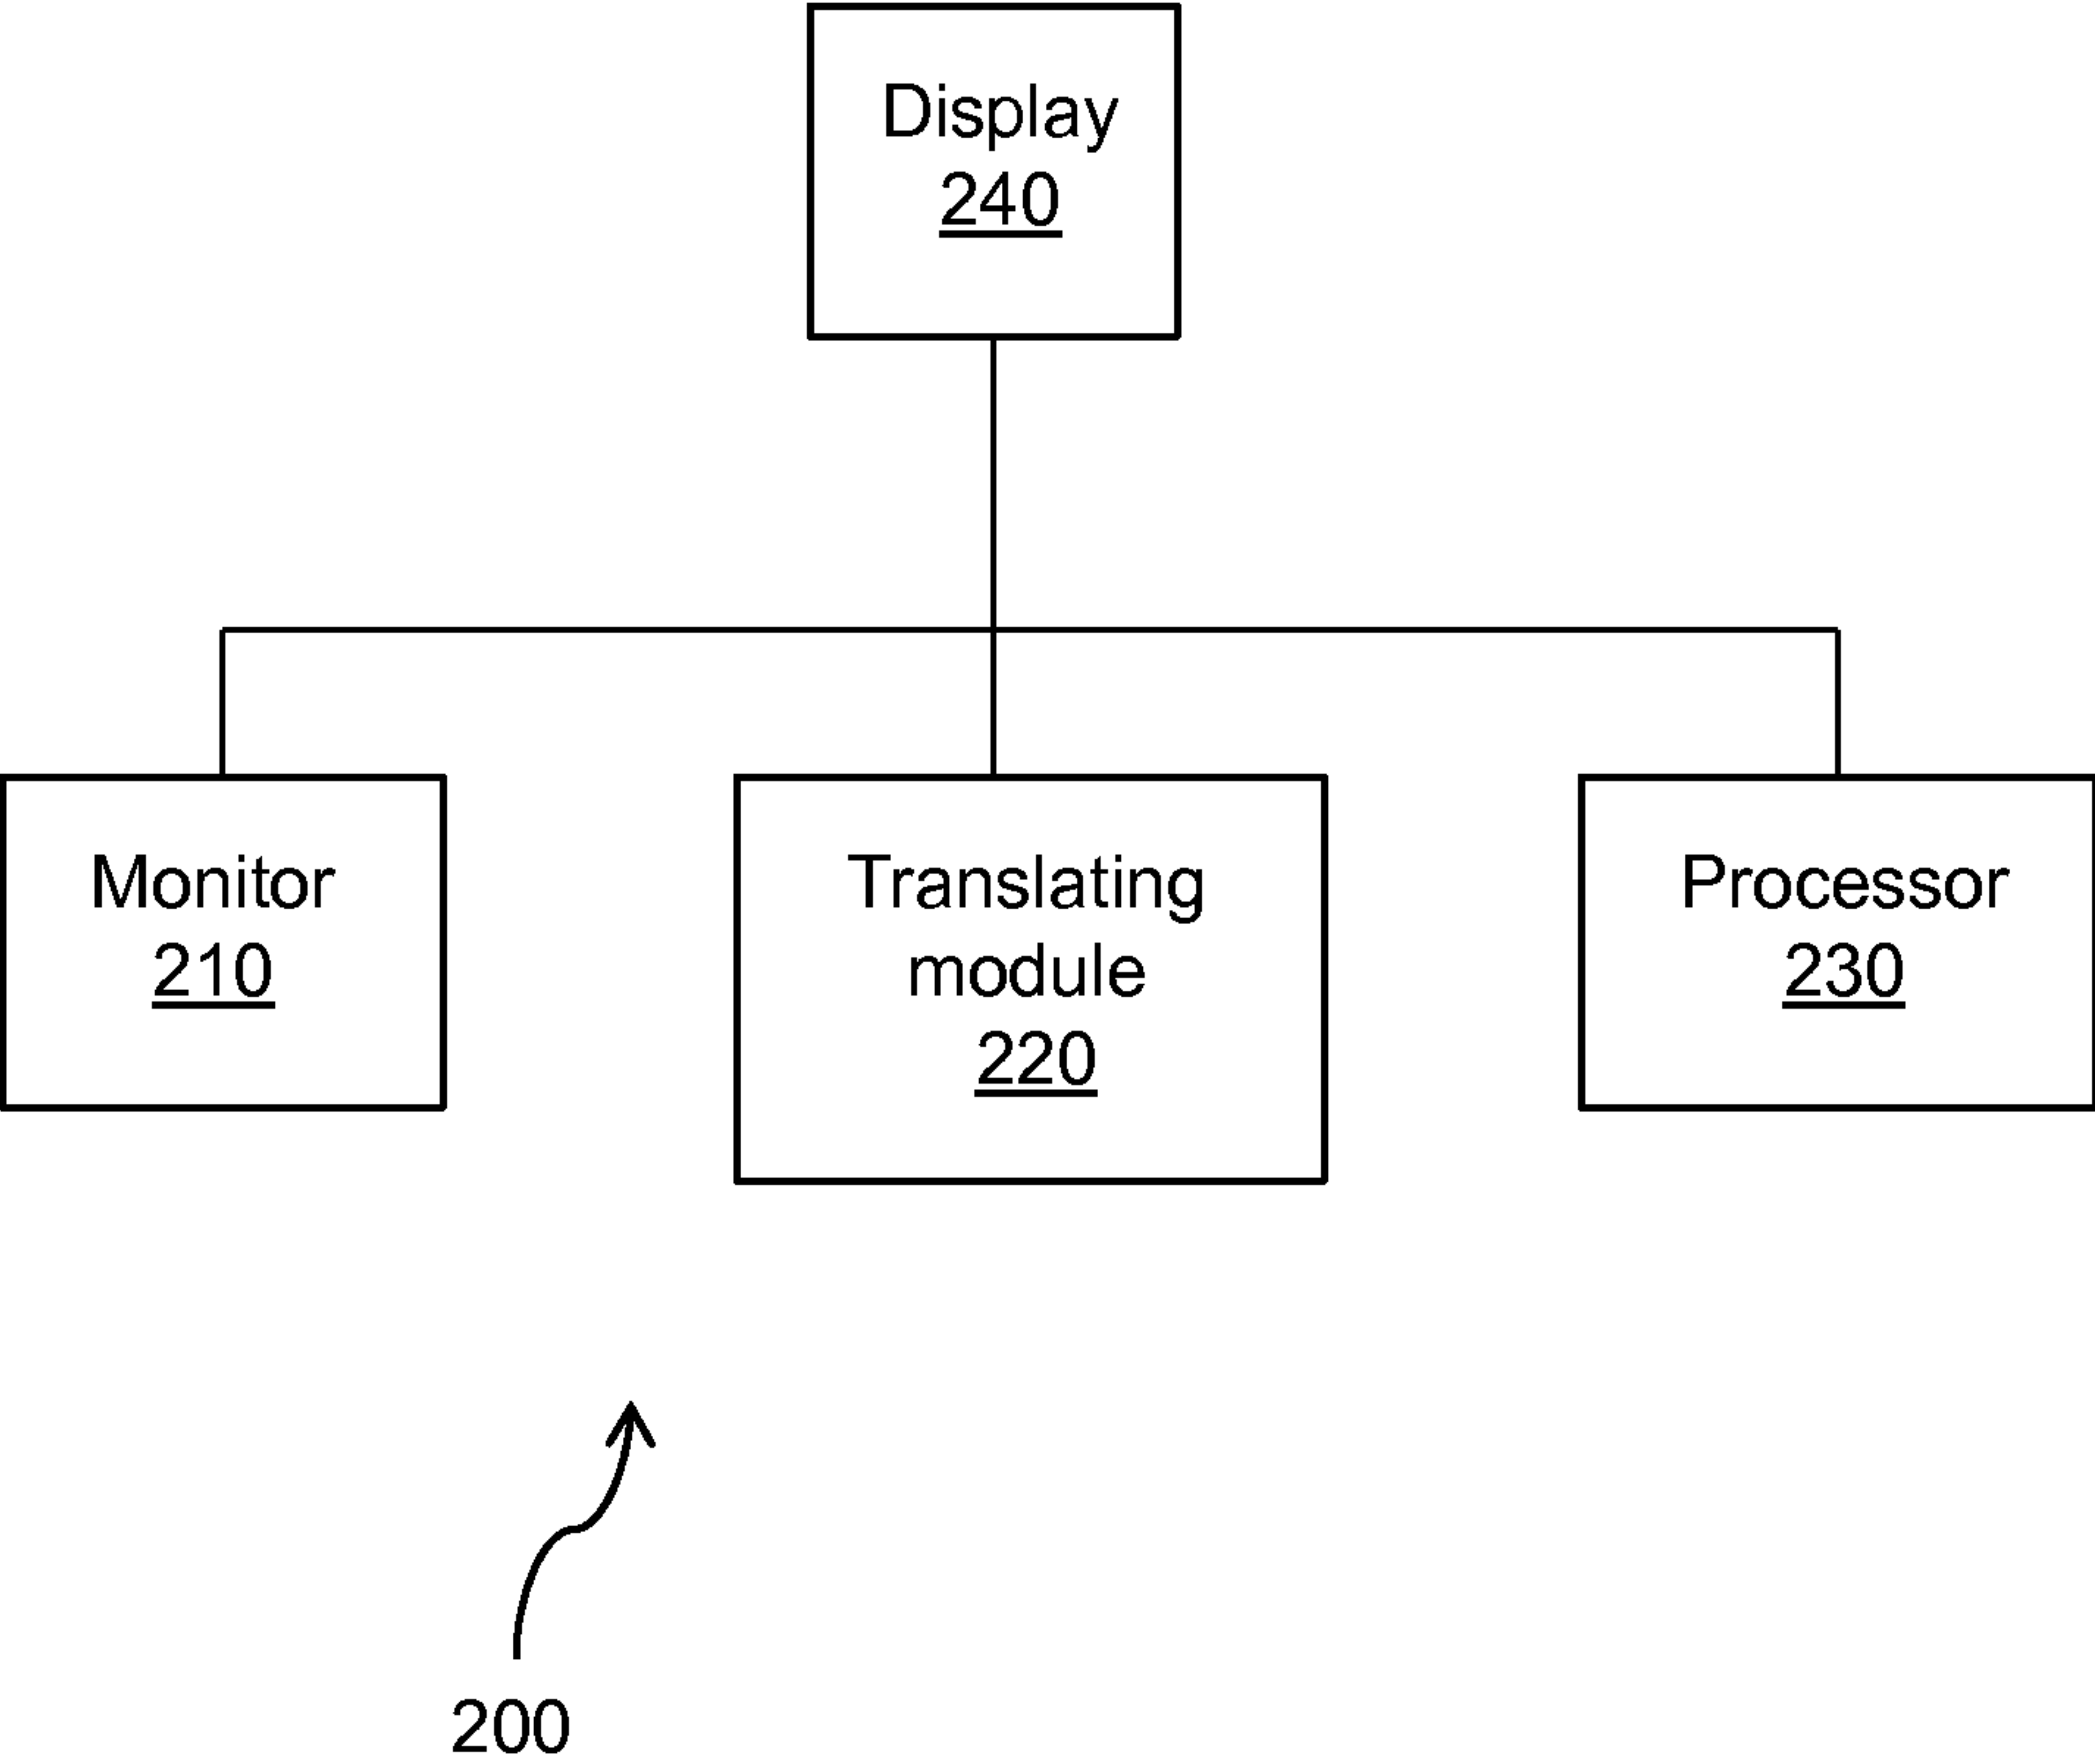 Display
240
Monitor
210
Translating
module
220
Processor
230
200